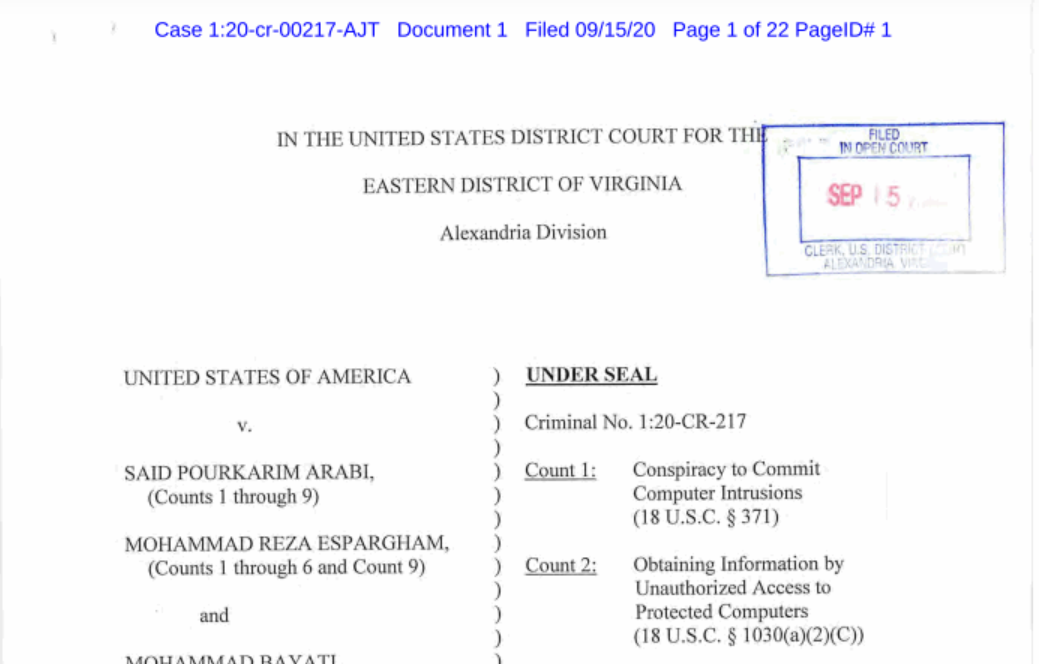 Case 1:20-cr-00217-AJT Document 1 Filed 09/15/20 Page 1 of 22 PageID# 1
IN THE UNITED STATES DISTRICT COURT FOR THE
EASTERN DISTRICT OF VIRGINIA
Alexandria Division
FILED
IN OPEN COURT
SEP 15
CLERK, U.S. DISTRICT COURT
ALEXANDRIA
UNITED STATES OF AMERICA
v.
SAID POURKARIM ARABI,
(Counts 1 through 9)
MOHAMMAD REZA ESPARGHAM,
(Counts 1 through 6 and Count 9)
and
MOHAMMAD BAYATI
)
)
)
)
)
)
)
)
)
)
)
)
)
UNDER SEAL
Criminal No. 1:20-CR-217
Count 1: Conspiracy to Commit
Computer Intrusions
(18 U.S.C. § 371)
Count 2: Obtaining Information by
Unauthorized Access to
Protected Computers
(18 U.S.C. § 1030(a)(2)(C))